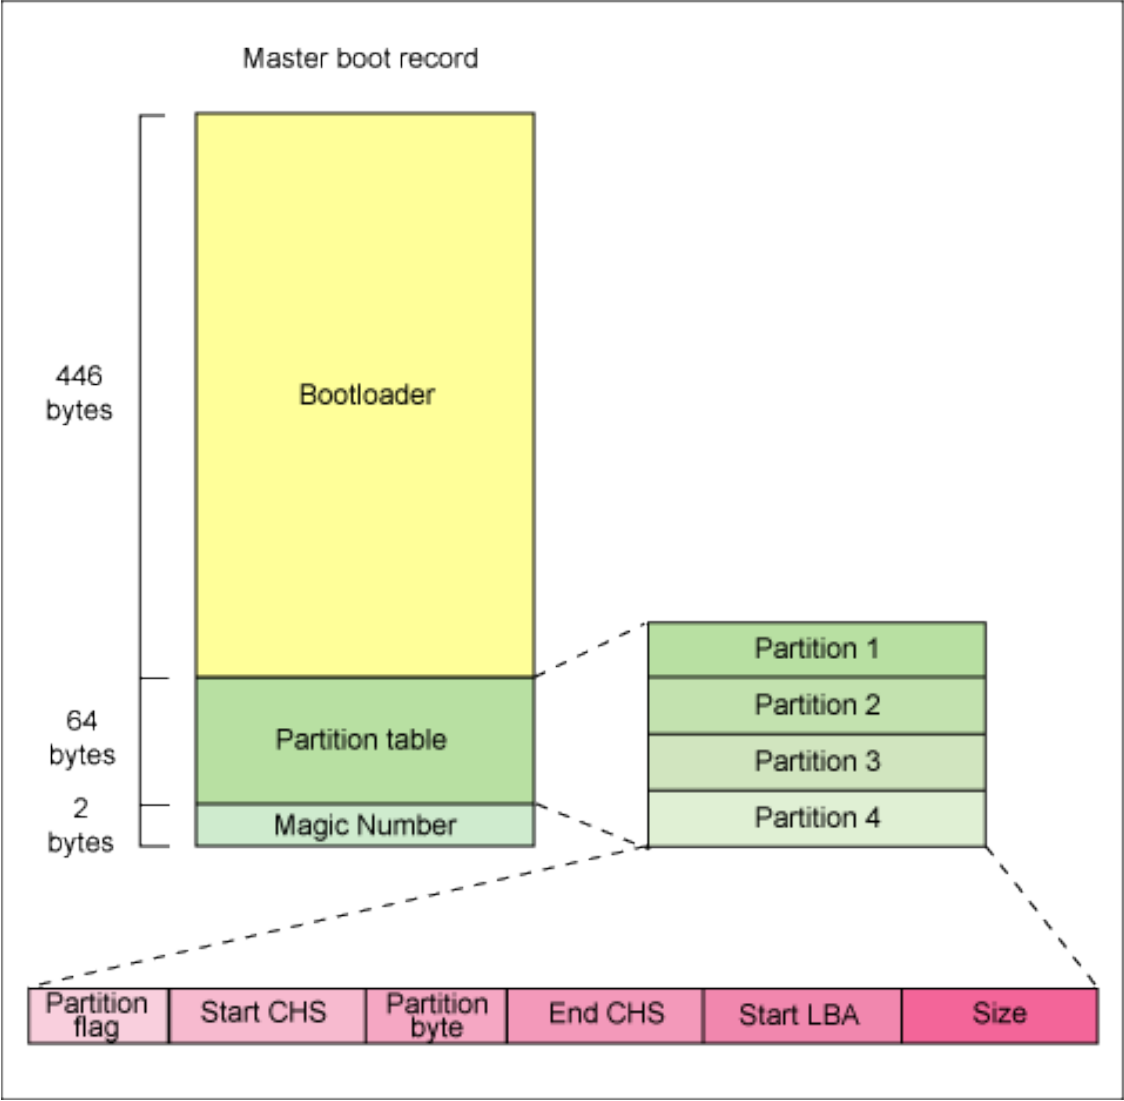 Master boot record
446
bytes
Bootloader
64
bytes
Partition table
2
bytes
Magic Number
Partition 1
Partition 2
Partition 3
Partition 4
Partition
flag
Start CHS
Partition
byte
End CHS
Start LBA
Size